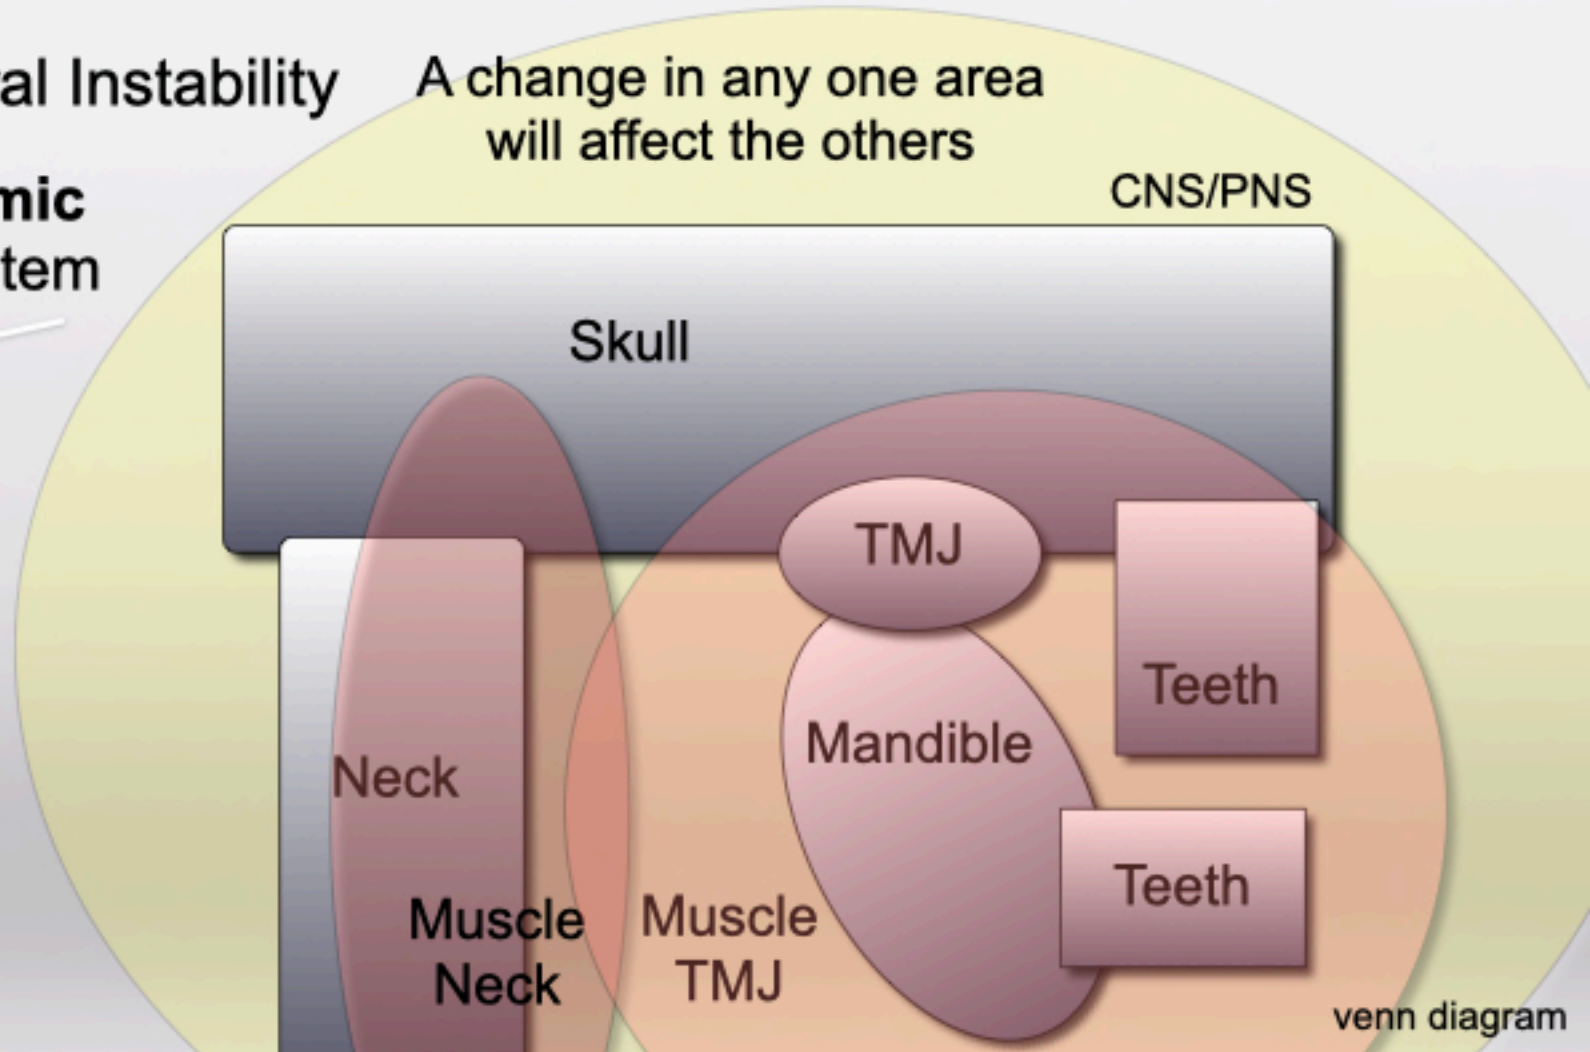 al Instability
A change in any one area
will affect the others
mic
tem
CNS/PNS
Skull
TMJ
Teeth
Mandible
Neck
Teeth
Muscle
Neck
Muscle
TMJ
venn diagram